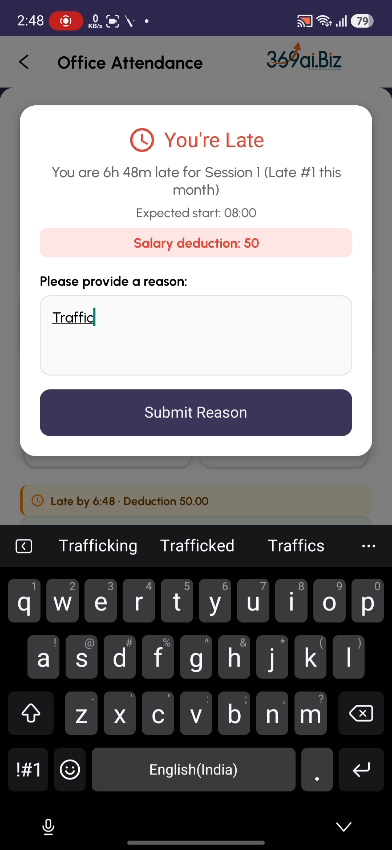 2:48
0
KB/s
79
Office Attendance
369ai.Biz
You're Late
You are 6h 48m late for Session 1 (Late #1 this
month)
Expected start: 08:00
Salary deduction: 50
Please provide a reason:
Traffic
Submit Reason
Late by 6:48 · Deduction 50.00
Trafficking Trafficked Traffics ...
1 2 3 4 5 6 7 8 9 0
q w e r t y u i o p
! @ # % ^ & * ( )
a s d f g h j k l
- ' " : ; , ?
z x c v b n m
!#1 English(India) .